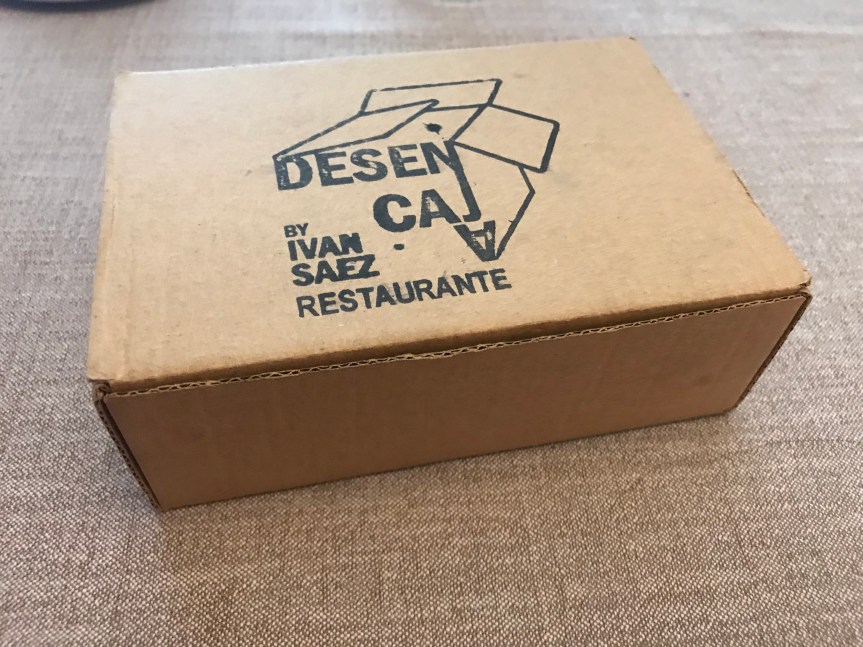 DESEN
CAJ
A
BY
IVAN
SAEZ
RESTAURANTE